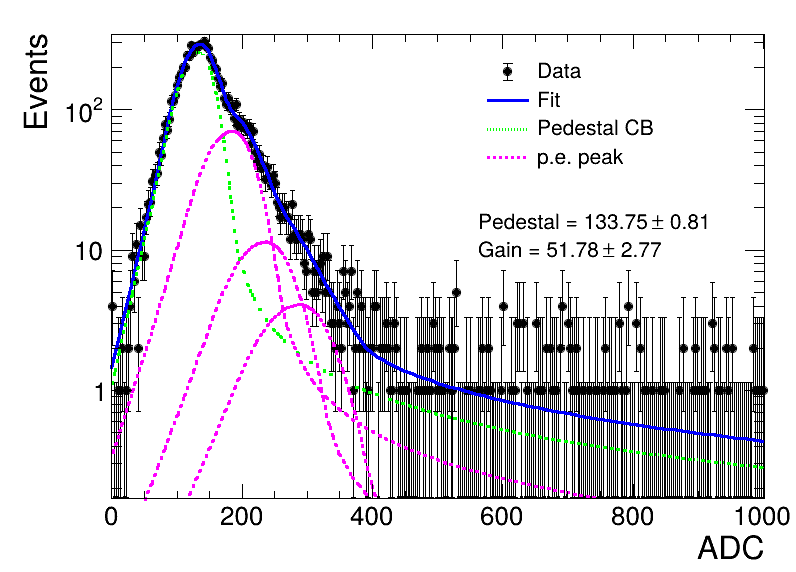 Events
10²
10
1
Data
Fit
Pedestal CB
p.e. peak
Pedestal = 133.75 ± 0.81
Gain = 51.78 ± 2.77
0 200 400 600 800 1000
ADC